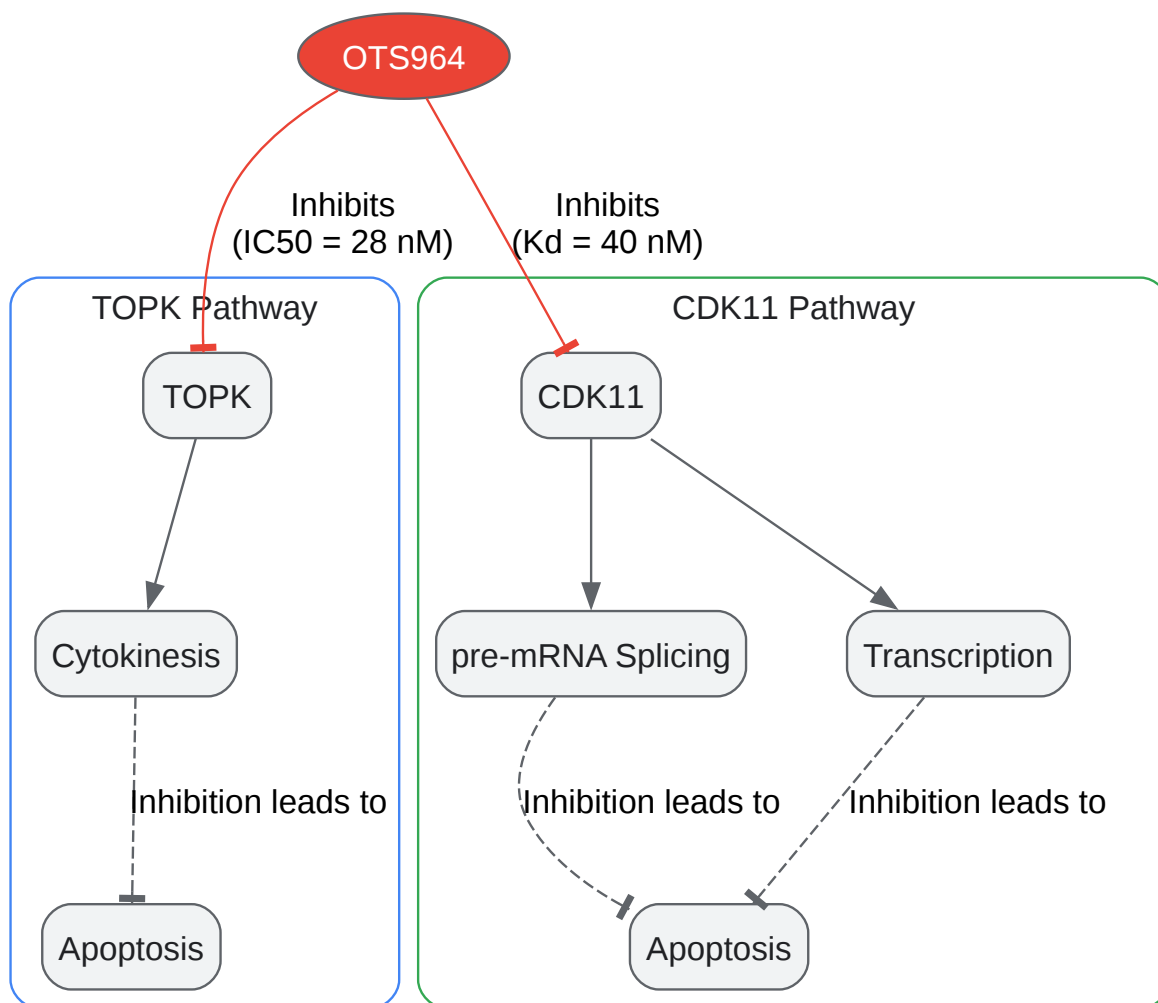 OTS964
Inhibits
(IC50 = 28 nM)
Inhibits
(Kd = 40 nM)
TOPK Pathway
CDK11 Pathway
TOPK
CDK11
Cytokinesis
pre-mRNA Splicing
Transcription
Inhibition leads to
Inhibition leads to
Inhibition leads to
Apoptosis
Apoptosis